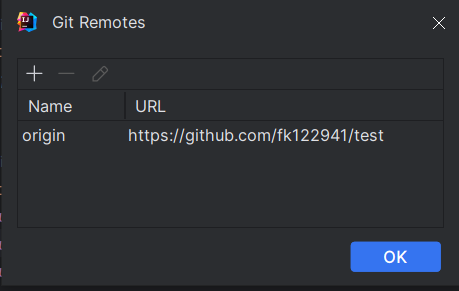 Git Remotes
Name URL
origin https://github.com/fk122941/test
OK